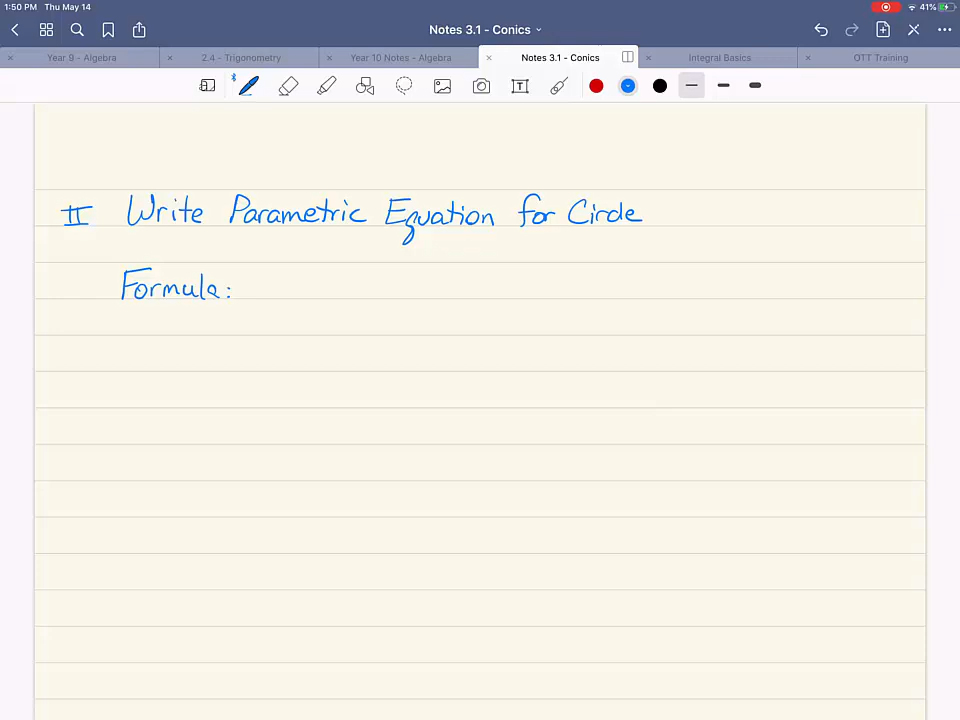 1:50 PM Thu May 14
41%
Notes 3.1 - Conics
Year 9 - Algebra
2.4 - Trigonometry
Year 10 Notes - Algebra
Notes 3.1 - Conics
Integral Basics
OTT Training
II Write Parametric Equation for Circle
Formula: